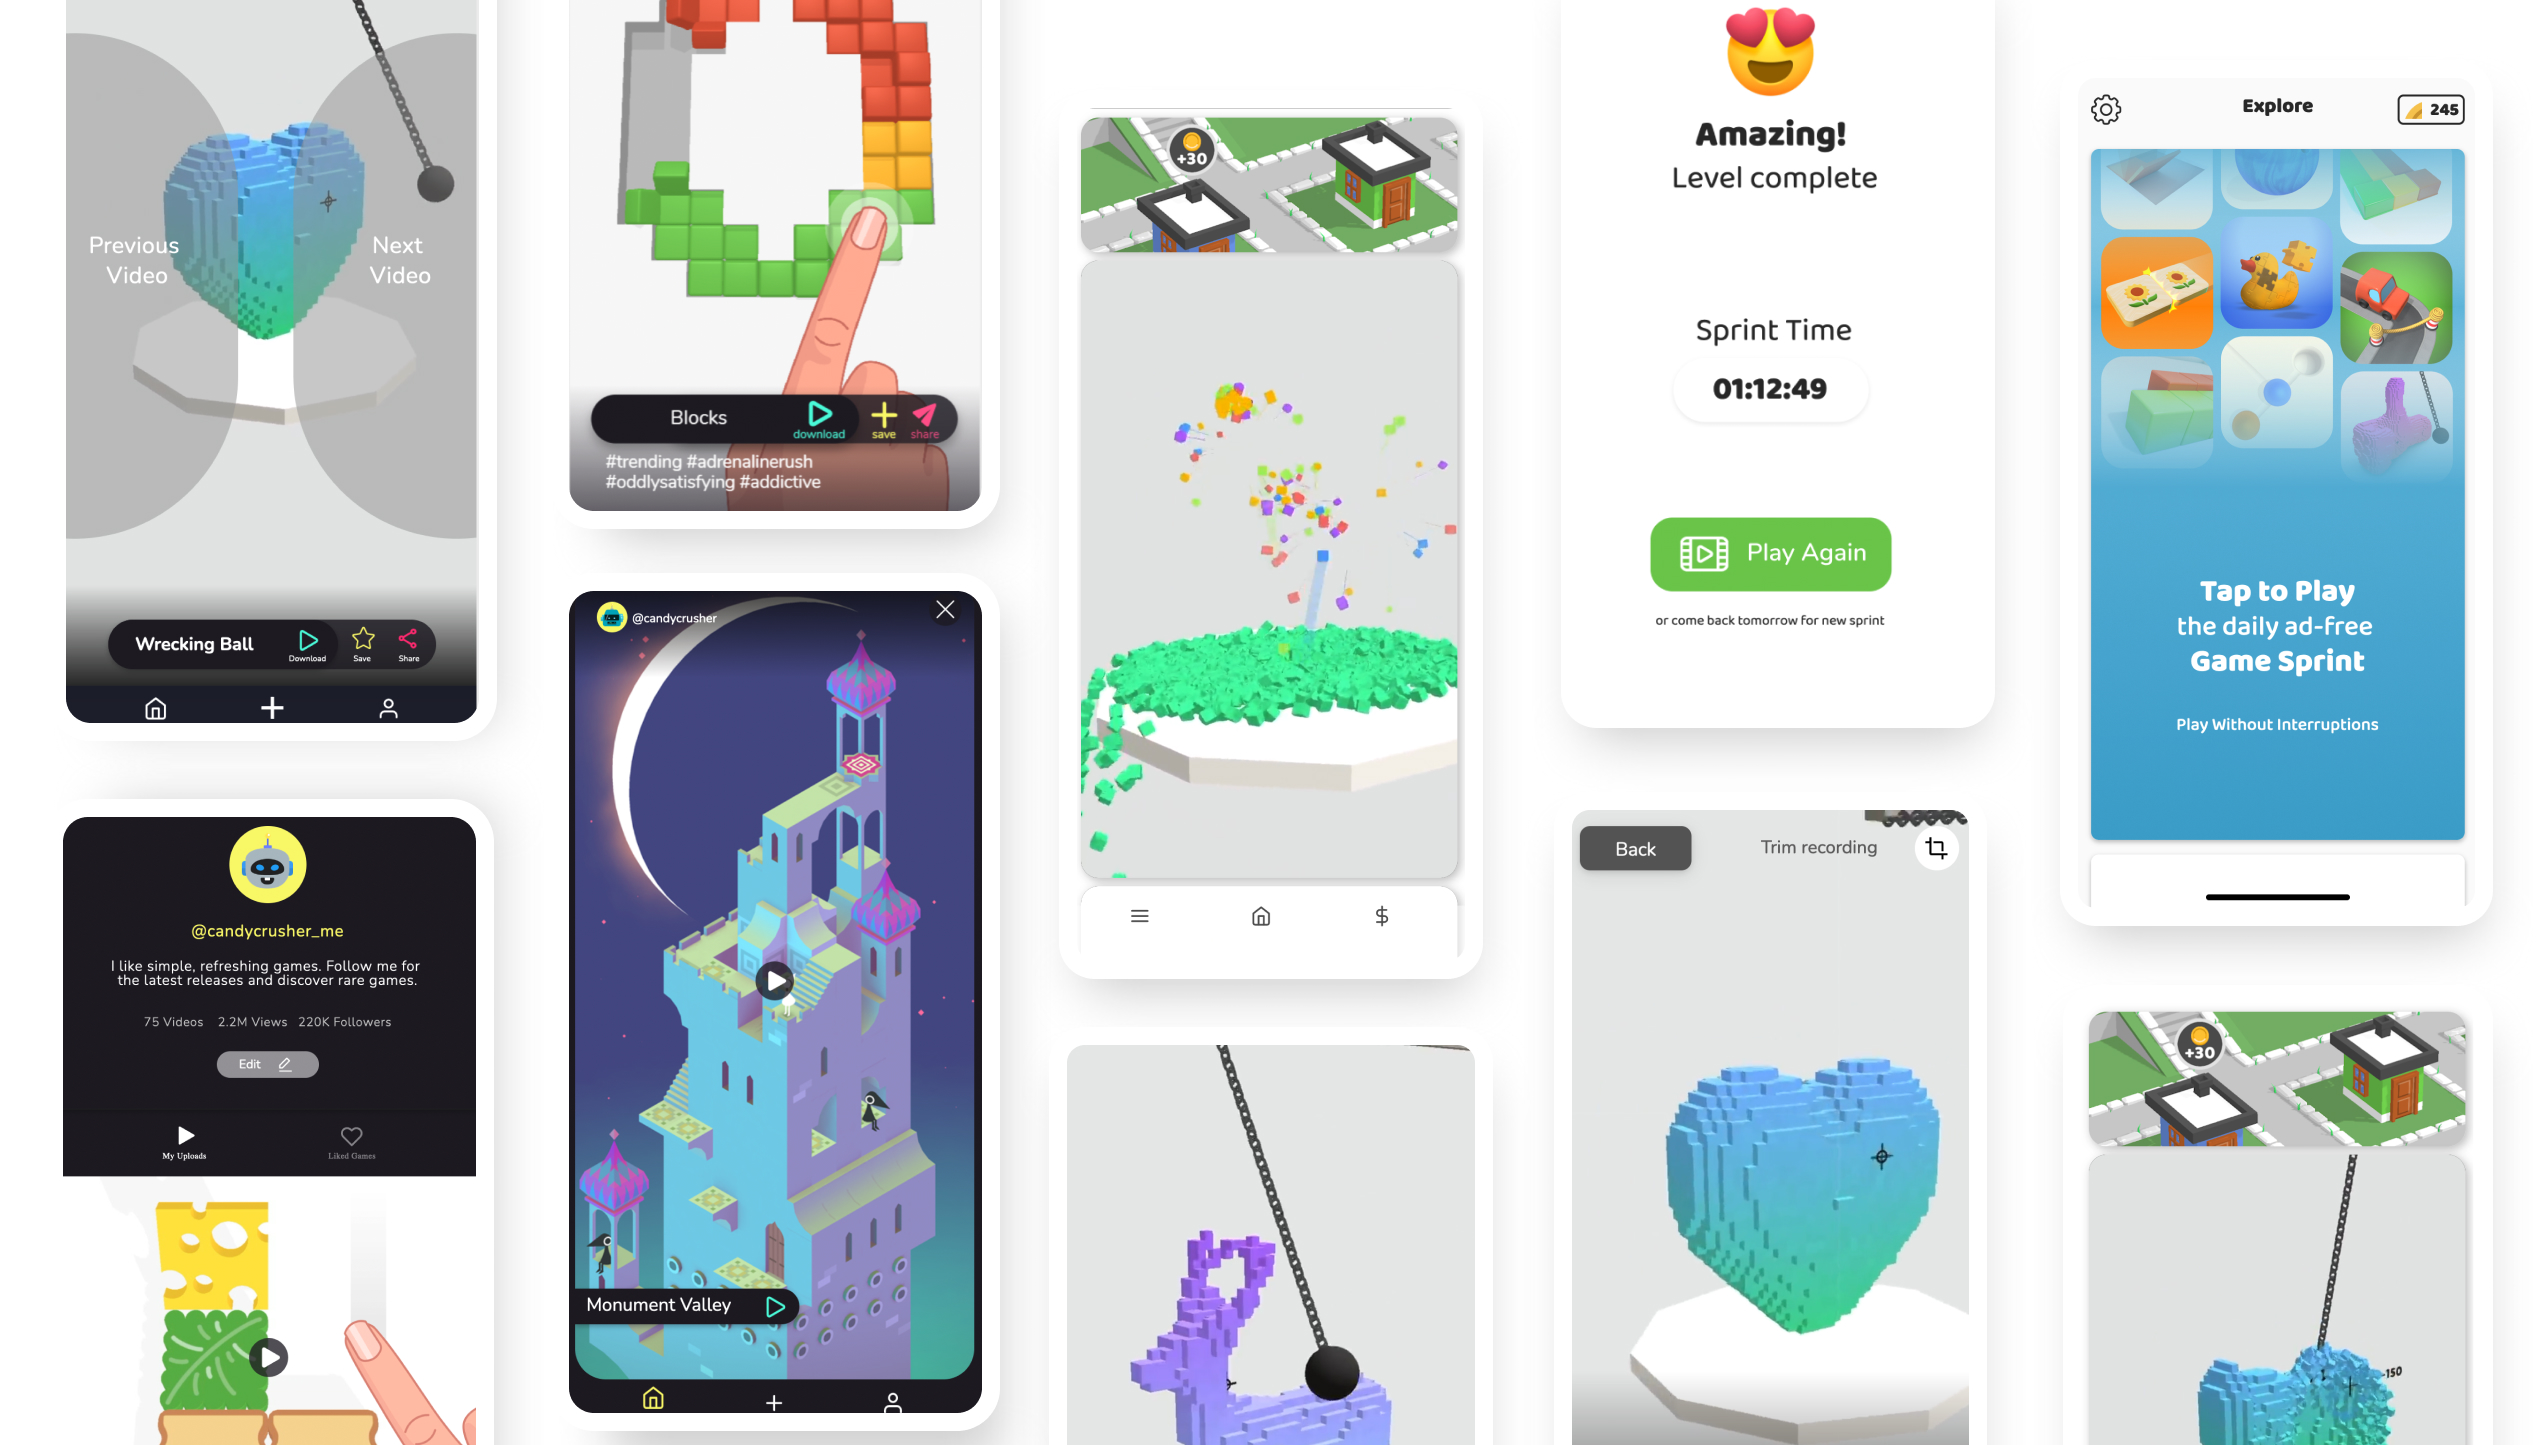 Previous
Video
Next
Video
Wrecking Ball
Download
Save
Share
@candycrusher_me
I like simple, refreshing games. Follow me for
the latest releases and discover rare games.
75 Videos 2.2M Views 220K Followers
Edit
My Uploads
Liked Games
Blocks
download
save
share
#trending #adrenalinerush
#oddlysatisfying #addictive
@candycrusher
Monument Valley
+30
Amazing!
Level complete
Sprint Time
01:12:49
Play Again
or come back tomorrow for new sprint
Back
Trim recording
Explore
245
Tap to Play
the daily ad-free
Game Sprint
Play Without Interruptions
+30
-150